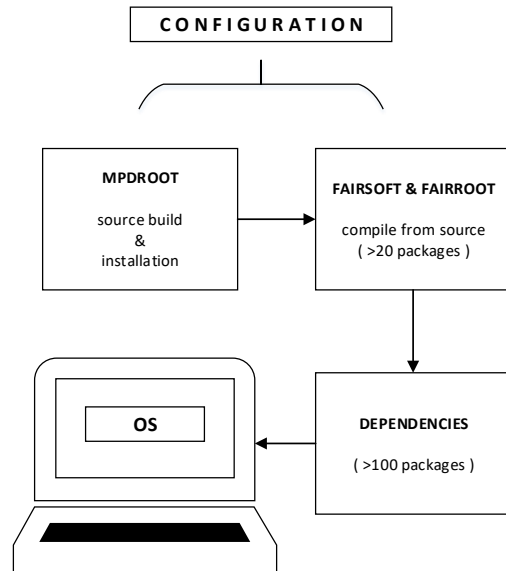 CONFIGURATION
MPDROOT
source build
&
installation
FAIRSOFT & FAIRROOT
compile from source
( >20 packages )
OS
DEPENDENCIES
( >100 packages )